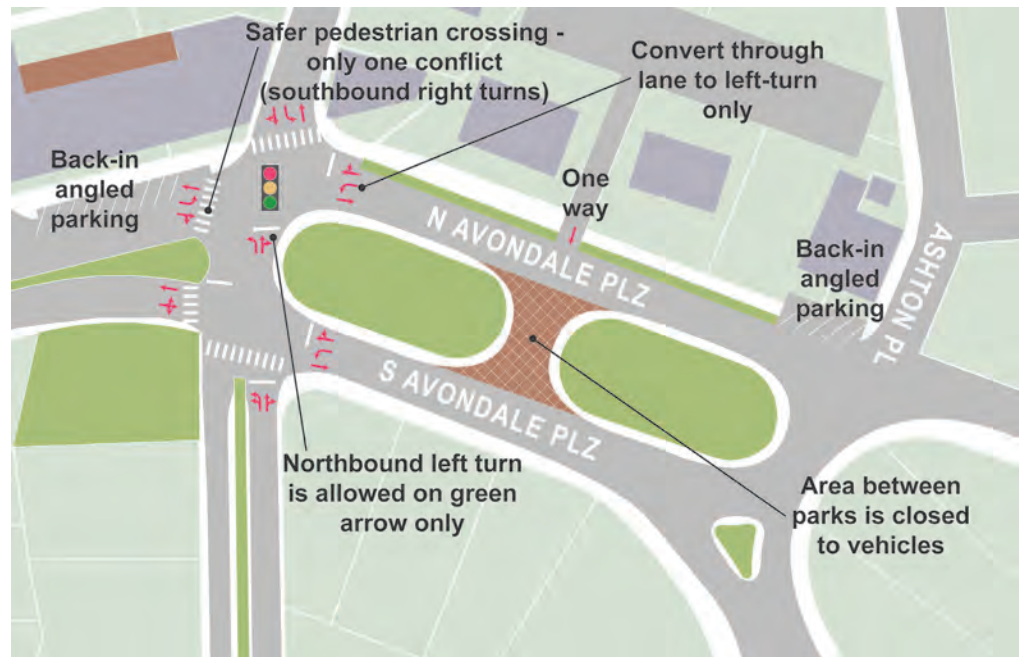 Safer pedestrian crossing -
only one conflict
(southbound right turns)
Convert through
lane to left-turn
only
Back-in
angled
parking
One
way
N AVONDALE PLZ
Back-in
angled
parking
ASHTON PL
S AVONDALE PLZ
Northbound left turn
is allowed on green
arrow only
Area between
parks is closed
to vehicles